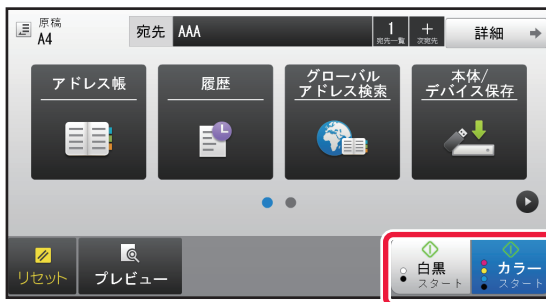 原稿
A4
宛先 AAA
1
宛先一覧
+
次宛先
詳細
アドレス帳
履歴
グローバル
アドレス検索
本体/
デバイス保存
リセット
プレビュー
白黒
スタート
カラー
スタート